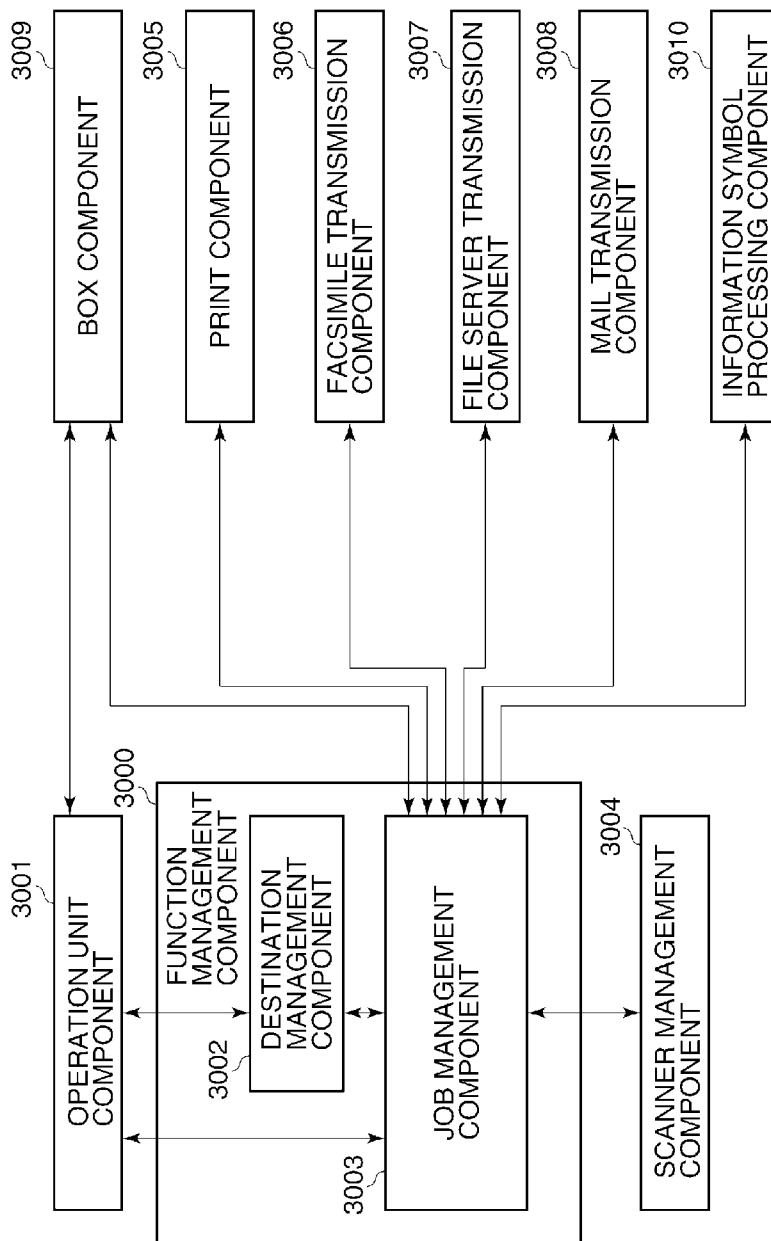 3001
OPERATION UNIT
COMPONENT
3000
FUNCTION
MANAGEMENT
COMPONENT
3002
DESTINATION
MANAGEMENT
COMPONENT
3003
JOB MANAGEMENT
COMPONENT
3004
SCANNER MANAGEMENT
COMPONENT
3009
BOX COMPONENT
3005
PRINT COMPONENT
3006
FACSIMILE TRANSMISSION
COMPONENT
3007
FILE SERVER TRANSMISSION
COMPONENT
3008
MAIL TRANSMISSION
COMPONENT
3010
INFORMATION SYMBOL
PROCESSING COMPONENT